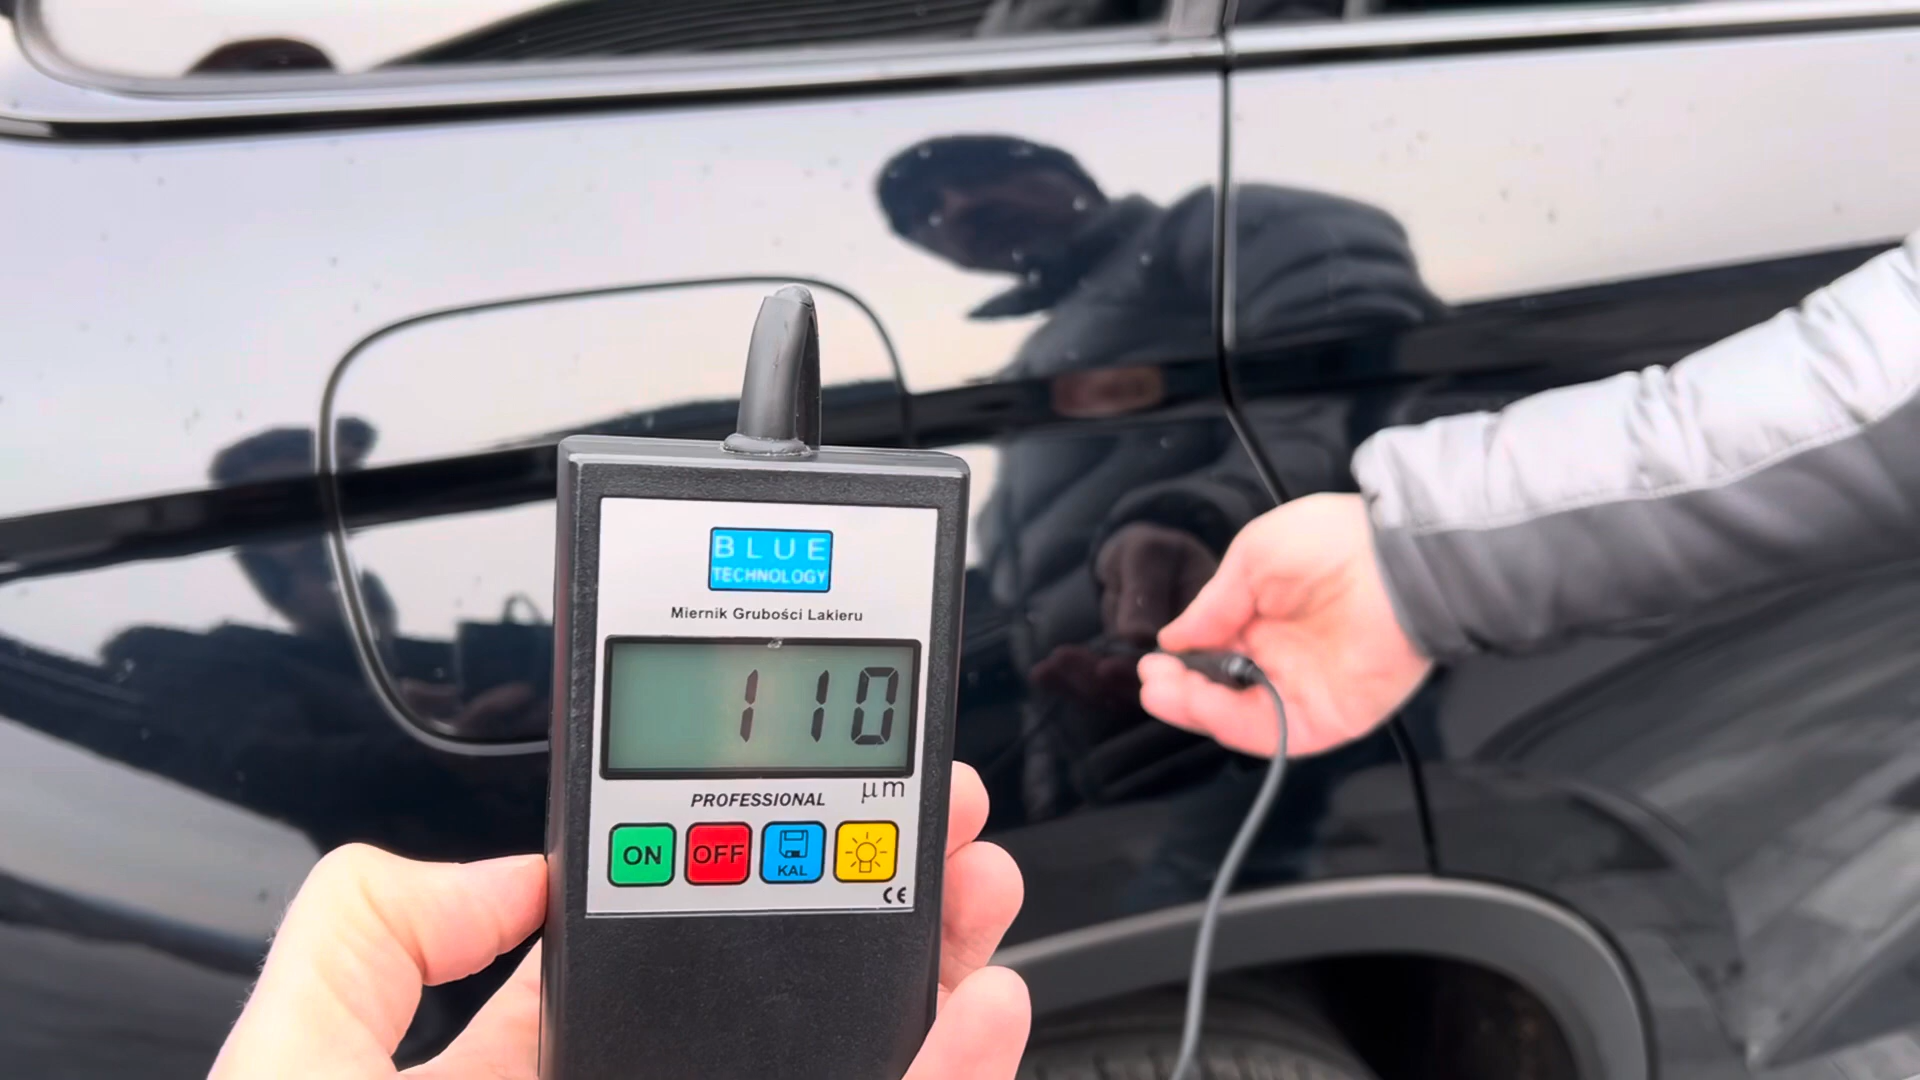 BLUE
TECHNOLOGY
Miernik Grubości Lakieru
110
µm
PROFESSIONAL
ON
OFF
KAL
CE